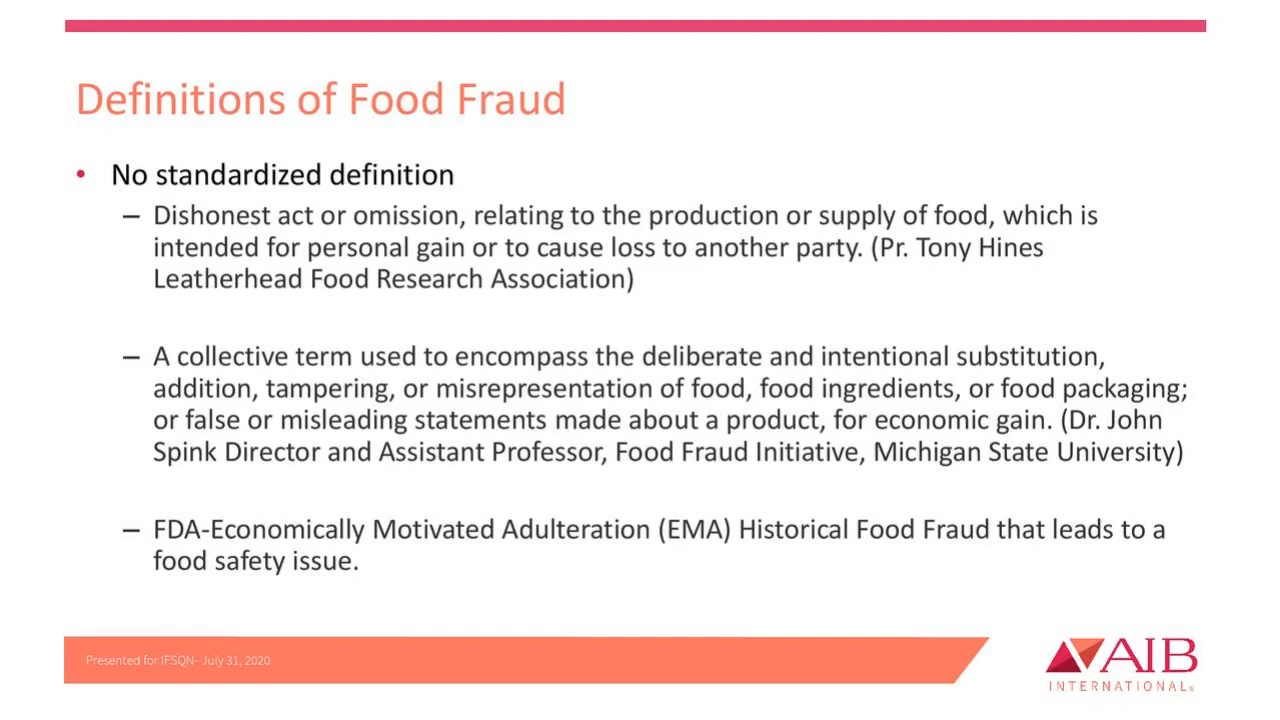 Definitions of Food Fraud
• No standardized definition
– Dishonest act or omission, relating to the production or supply of food, which is
intended for personal gain or to cause loss to another party. (Pr. Tony Hines
Leatherhead Food Research Association)
– A collective term used to encompass the deliberate and intentional substitution,
addition, tampering, or misrepresentation of food, food ingredients, or food packaging;
or false or misleading statements made about a product, for economic gain. (Dr. John
Spink Director and Assistant Professor, Food Fraud Initiative, Michigan State University)
– FDA-Economically Motivated Adulteration (EMA) Historical Food Fraud that leads to a
food safety issue.
Presented for IFSQN- July 31, 2020
AIB
INTERNATIONAL